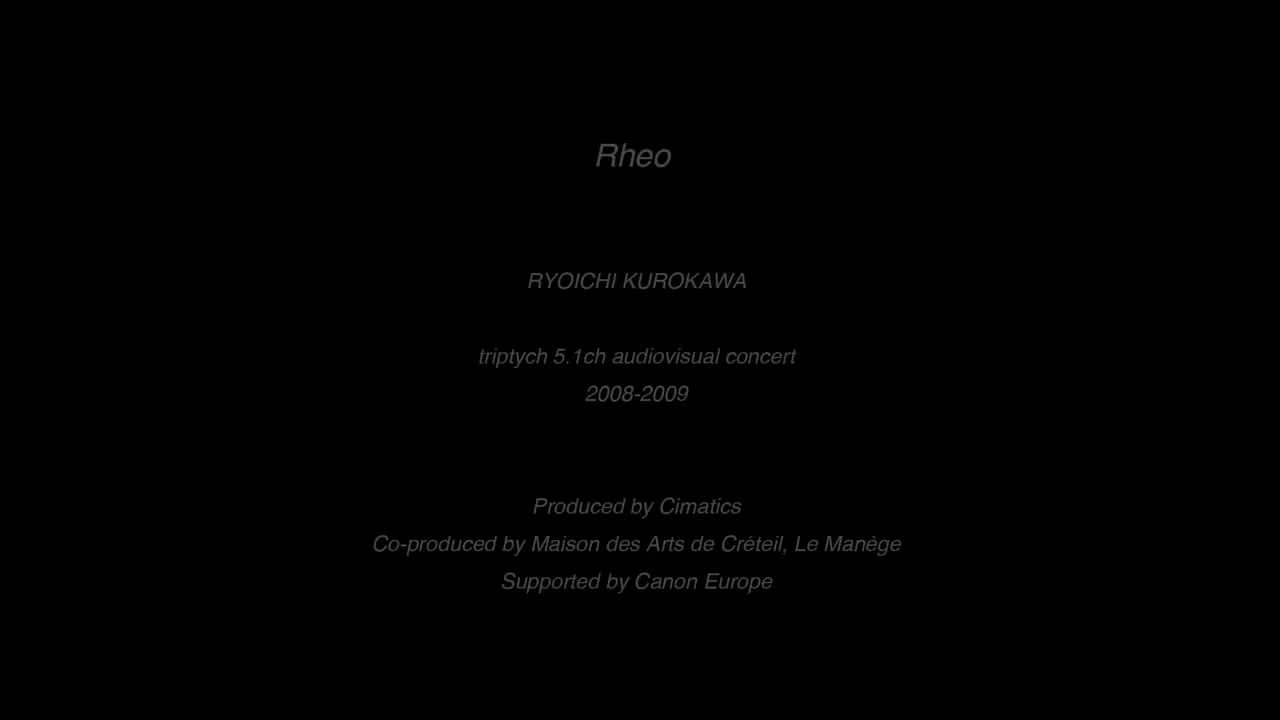 Rheo
RYOICHI KUROKAWA
triptych 5.1ch audiovisual concert
2008-2009
Produced by Cimatics
Co-produced by Maison des Arts de Créteil, Le Manège
Supported by Canon Europe